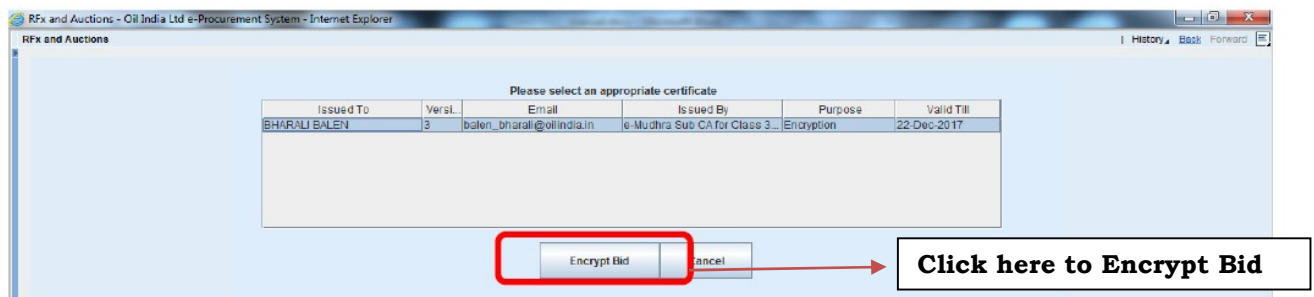 RFx and Auctions - Oil India Ltd e-Procurement System - Internet Explorer
RFx and Auctions | History Back Forward
Please select an appropriate certificate
Issued To Versi... Email Issued By Purpose Valid Till
BHARALI BALEN 3 balen_bharali@oilindia.in e-Mudhra Sub CA for Class 3... Encryption 22-Dec-2017
Encrypt Bid Cancel
Click here to Encrypt Bid